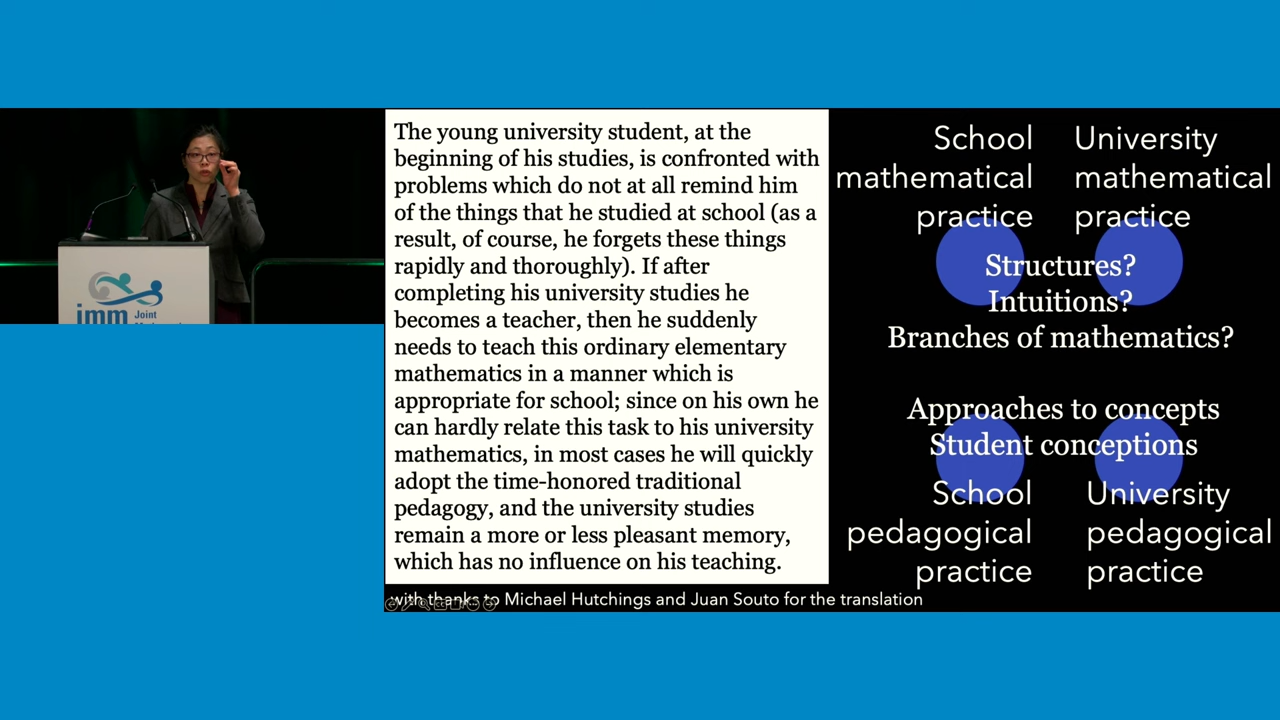 The young university student, at the
beginning of his studies, is confronted with
problems which do not at all remind him
of the things that he studied at school (as a
result, of course, he forgets these things
rapidly and thoroughly). If after
completing his university studies he
becomes a teacher, then he suddenly
needs to teach this ordinary elementary
mathematics in a manner which is
appropriate for school; since on his own he
can hardly relate this task to his university
mathematics, in most cases he will quickly
adopt the time-honored traditional
pedagogy, and the university studies
remain a more or less pleasant memory,
which has no influence on his teaching.
with thanks to Michael Hutchings and Juan Souto for the translation
School
mathematical
practice
University
mathematical
practice
Structures?
Intuitions?
Branches of mathematics?
Approaches to concepts
Student conceptions
School
pedagogical
practice
University
pedagogical
practice
jmm
Joint